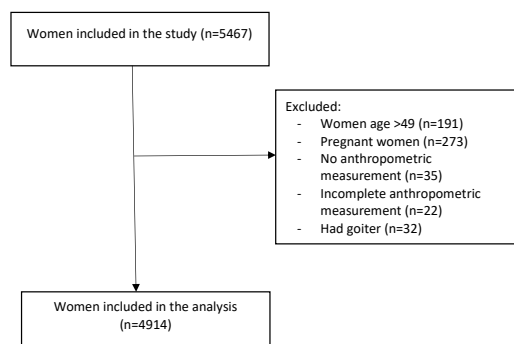 Women included in the study (n=5467)
Excluded:
- Women age >49 (n=191)
- Pregnant women (n=273)
- No anthropometric
measurement (n=35)
- Incomplete anthropometric
measurement (n=22)
- Had goiter (n=32)
Women included in the analysis
(n=4914)